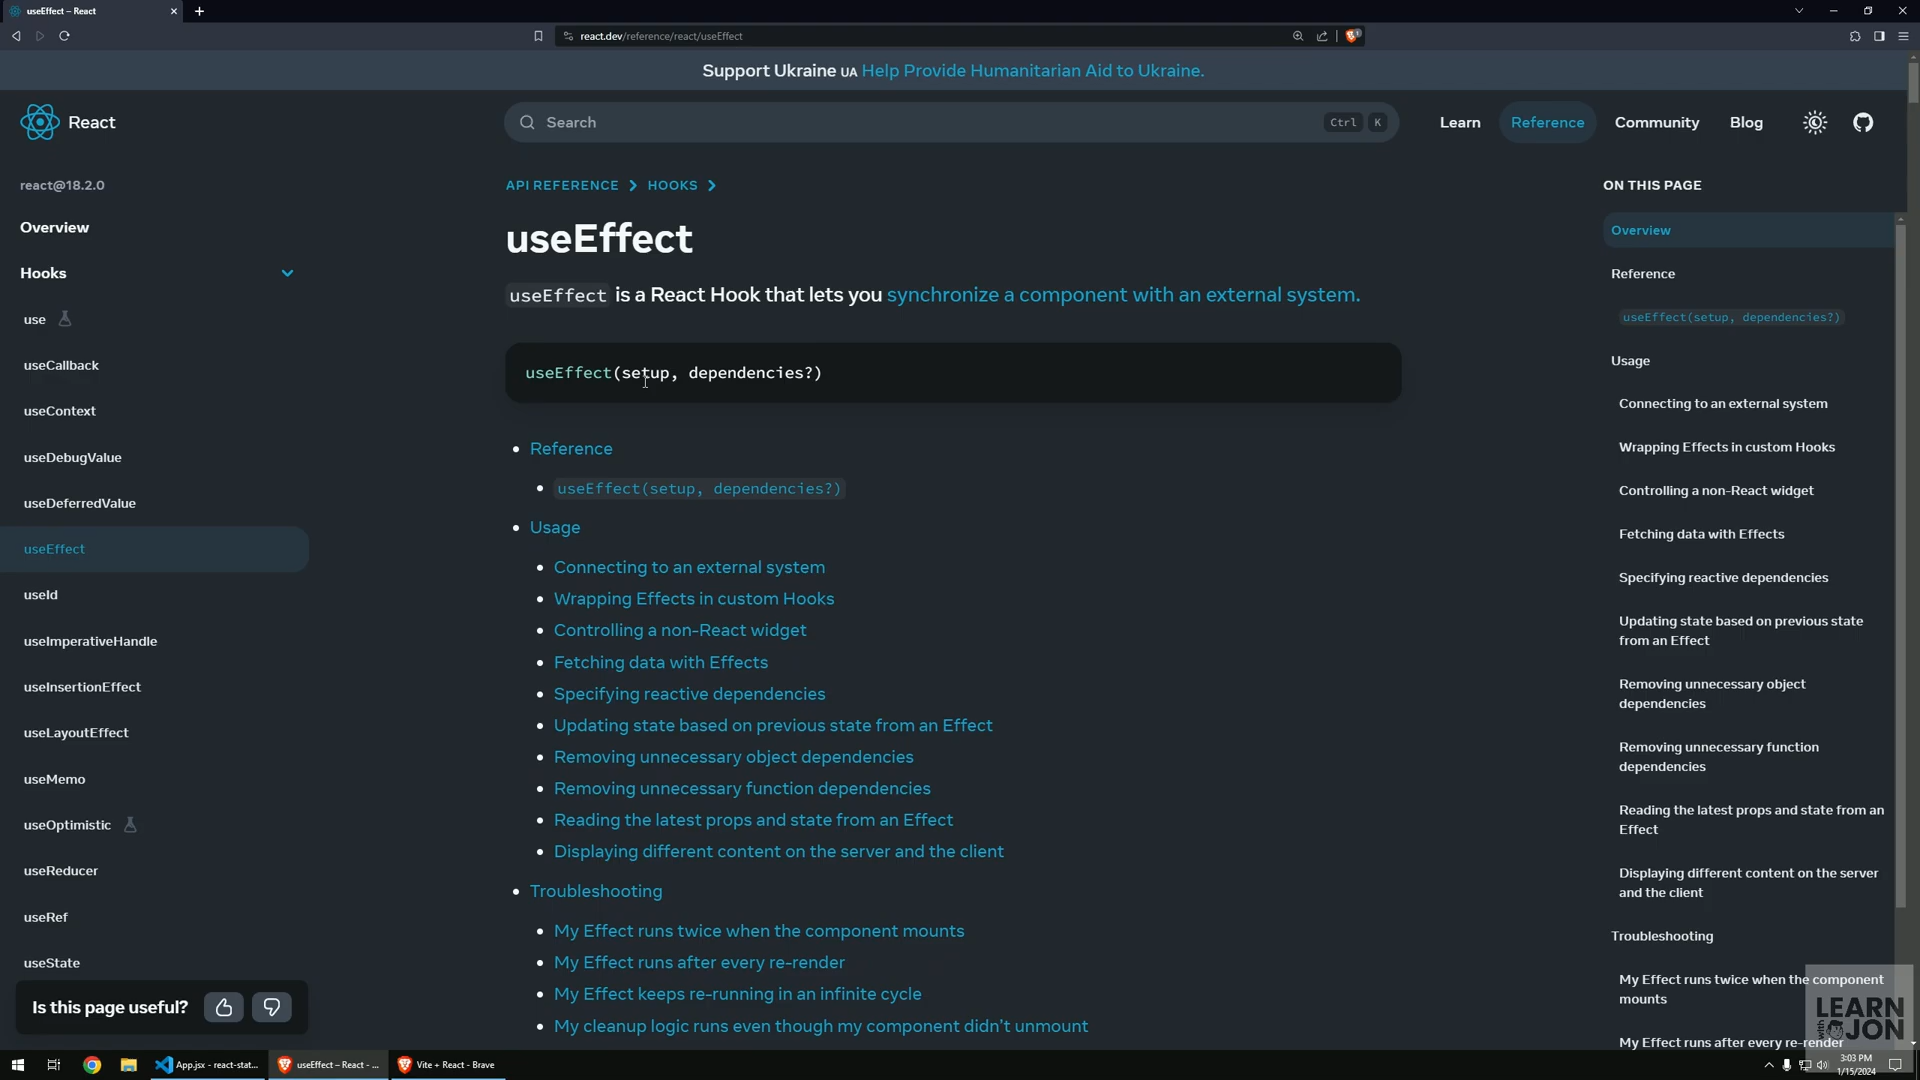 useEffect – React
react.dev/reference/react/useEffect
Support Ukraine UA Help Provide Humanitarian Aid to Ukraine.
React
Search
Ctrl K
Learn
Reference
Community
Blog
react@18.2.0
Overview
Hooks
use
useCallback
useContext
useDebugValue
useDeferredValue
useEffect
useId
useImperativeHandle
useInsertionEffect
useLayoutEffect
useMemo
useOptimistic
useReducer
useRef
useState
Is this page useful?
API REFERENCE
HOOKS
useEffect
useEffect is a React Hook that lets you synchronize a component with an external system.
useEffect(setup, dependencies?)
Reference
useEffect(setup, dependencies?)
Usage
Connecting to an external system
Wrapping Effects in custom Hooks
Controlling a non-React widget
Fetching data with Effects
Specifying reactive dependencies
Updating state based on previous state from an Effect
Removing unnecessary object dependencies
Removing unnecessary function dependencies
Reading the latest props and state from an Effect
Displaying different content on the server and the client
Troubleshooting
My Effect runs twice when the component mounts
My Effect runs after every re-render
My Effect keeps re-running in an infinite cycle
My cleanup logic runs even though my component didn’t unmount
ON THIS PAGE
Overview
Reference
useEffect(setup, dependencies?)
Usage
Connecting to an external system
Wrapping Effects in custom Hooks
Controlling a non-React widget
Fetching data with Effects
Specifying reactive dependencies
Updating state based on previous state
from an Effect
Removing unnecessary object
dependencies
Removing unnecessary function
dependencies
Reading the latest props and state from an
Effect
Displaying different content on the server
and the client
Troubleshooting
My Effect runs twice when the component
mounts
My Effect runs after every re-render
LEARN
with JON
App.jsx - react-stat...
useEffect – React - ...
Vite + React - Brave
3:03 PM
1/15/2024